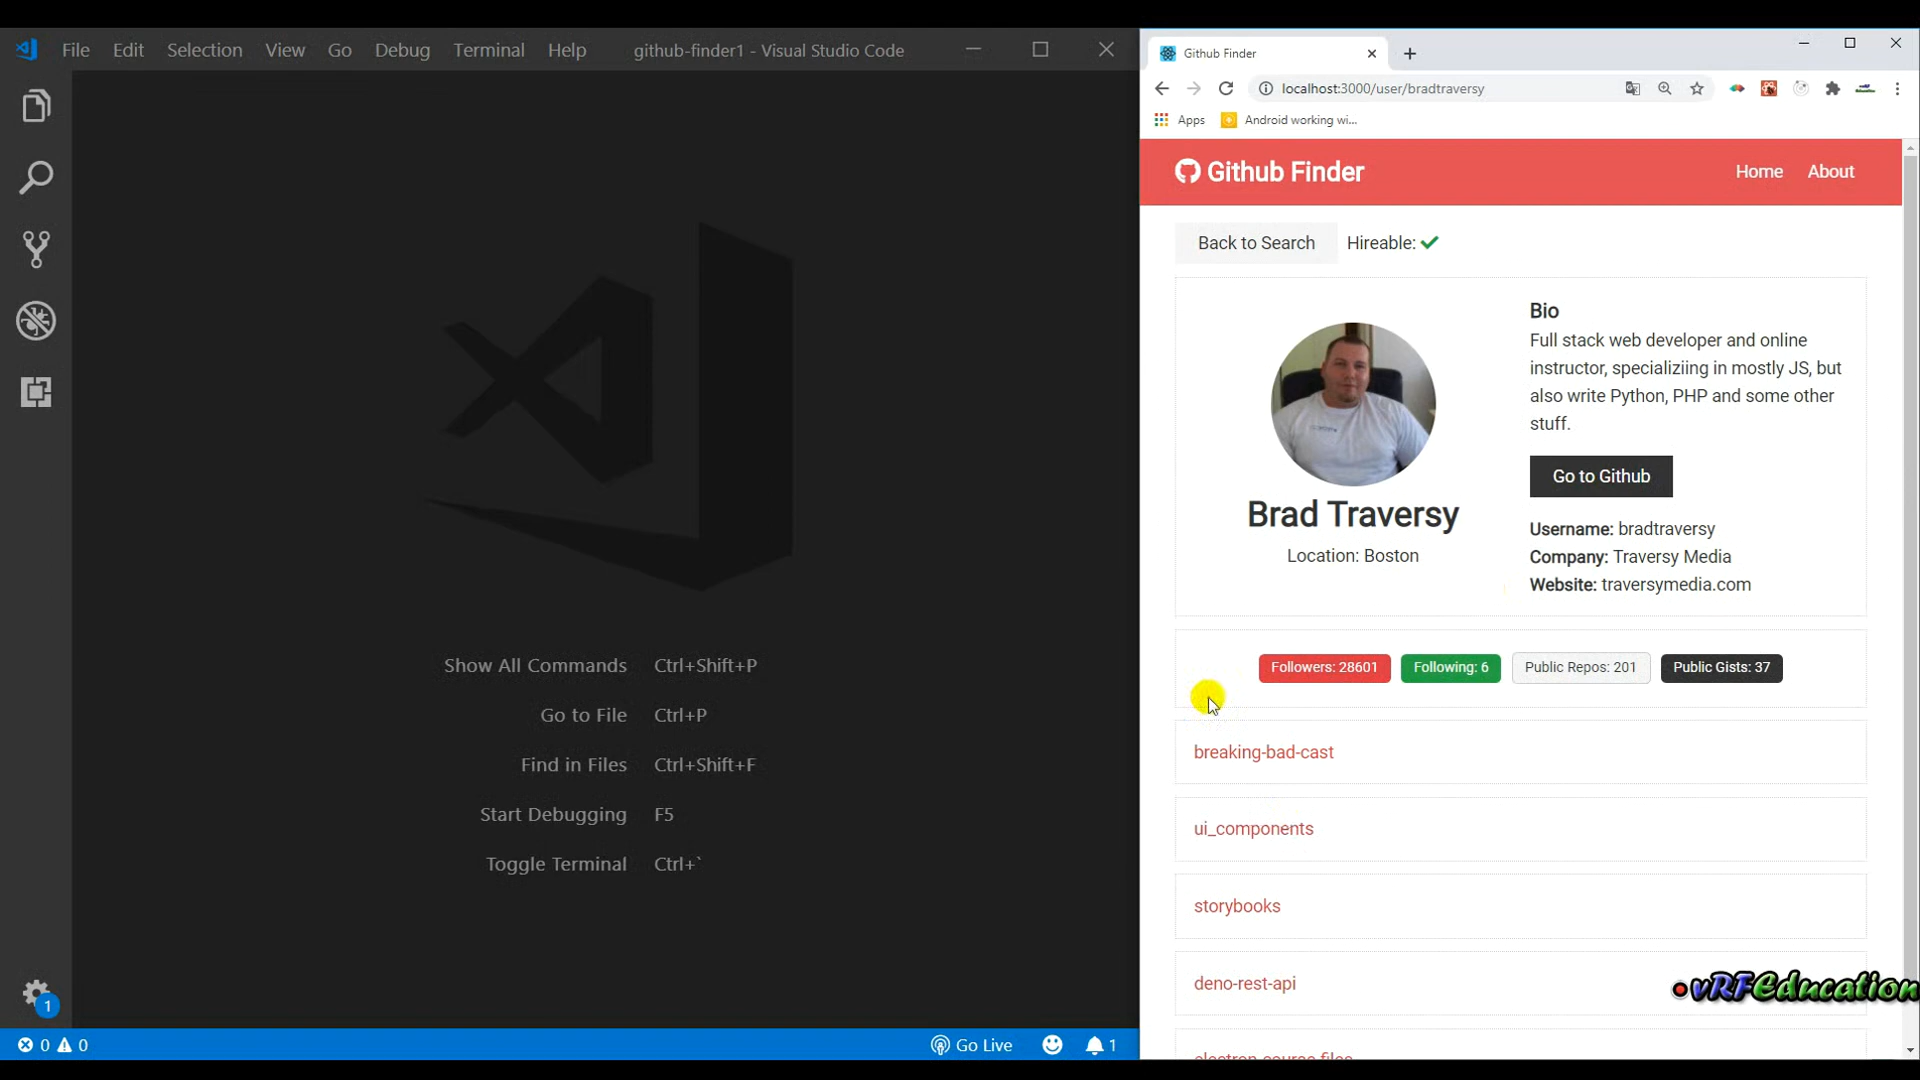 File Edit Selection View Go Debug Terminal Help github-finder1 - Visual Studio Code
Show All Commands Ctrl+Shift+P
Go to File Ctrl+P
Find in Files Ctrl+Shift+F
Start Debugging F5
Toggle Terminal Ctrl+`
1
0 0 Go Live 1
Github Finder
localhost:3000/user/bradtraversy
Apps Android working wi...
Github Finder Home About
Back to Search Hireable:
Bio
Full stack web developer and online
instructor, specializiing in mostly JS, but
also write Python, PHP and some other
stuff.
Go to Github
Brad Traversy
Location: Boston
Username: bradtraversy
Company: Traversy Media
Website: traversymedia.com
Followers: 28601 Following: 6 Public Repos: 201 Public Gists: 37
breaking-bad-cast
ui_components
storybooks
deno-rest-api
vRFEducation
electron-course-files